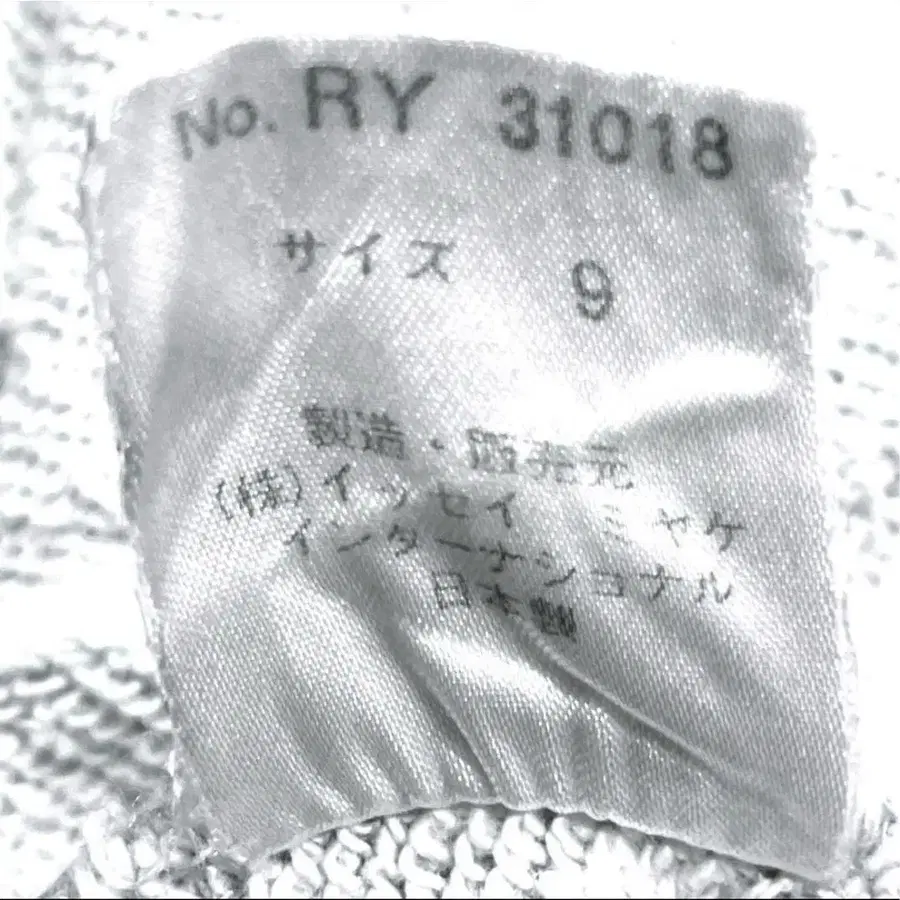 No. RY 31018
サイズ 9
製造・販売元
(株)イッセイ ミヤケ
インターナショナル
日本製